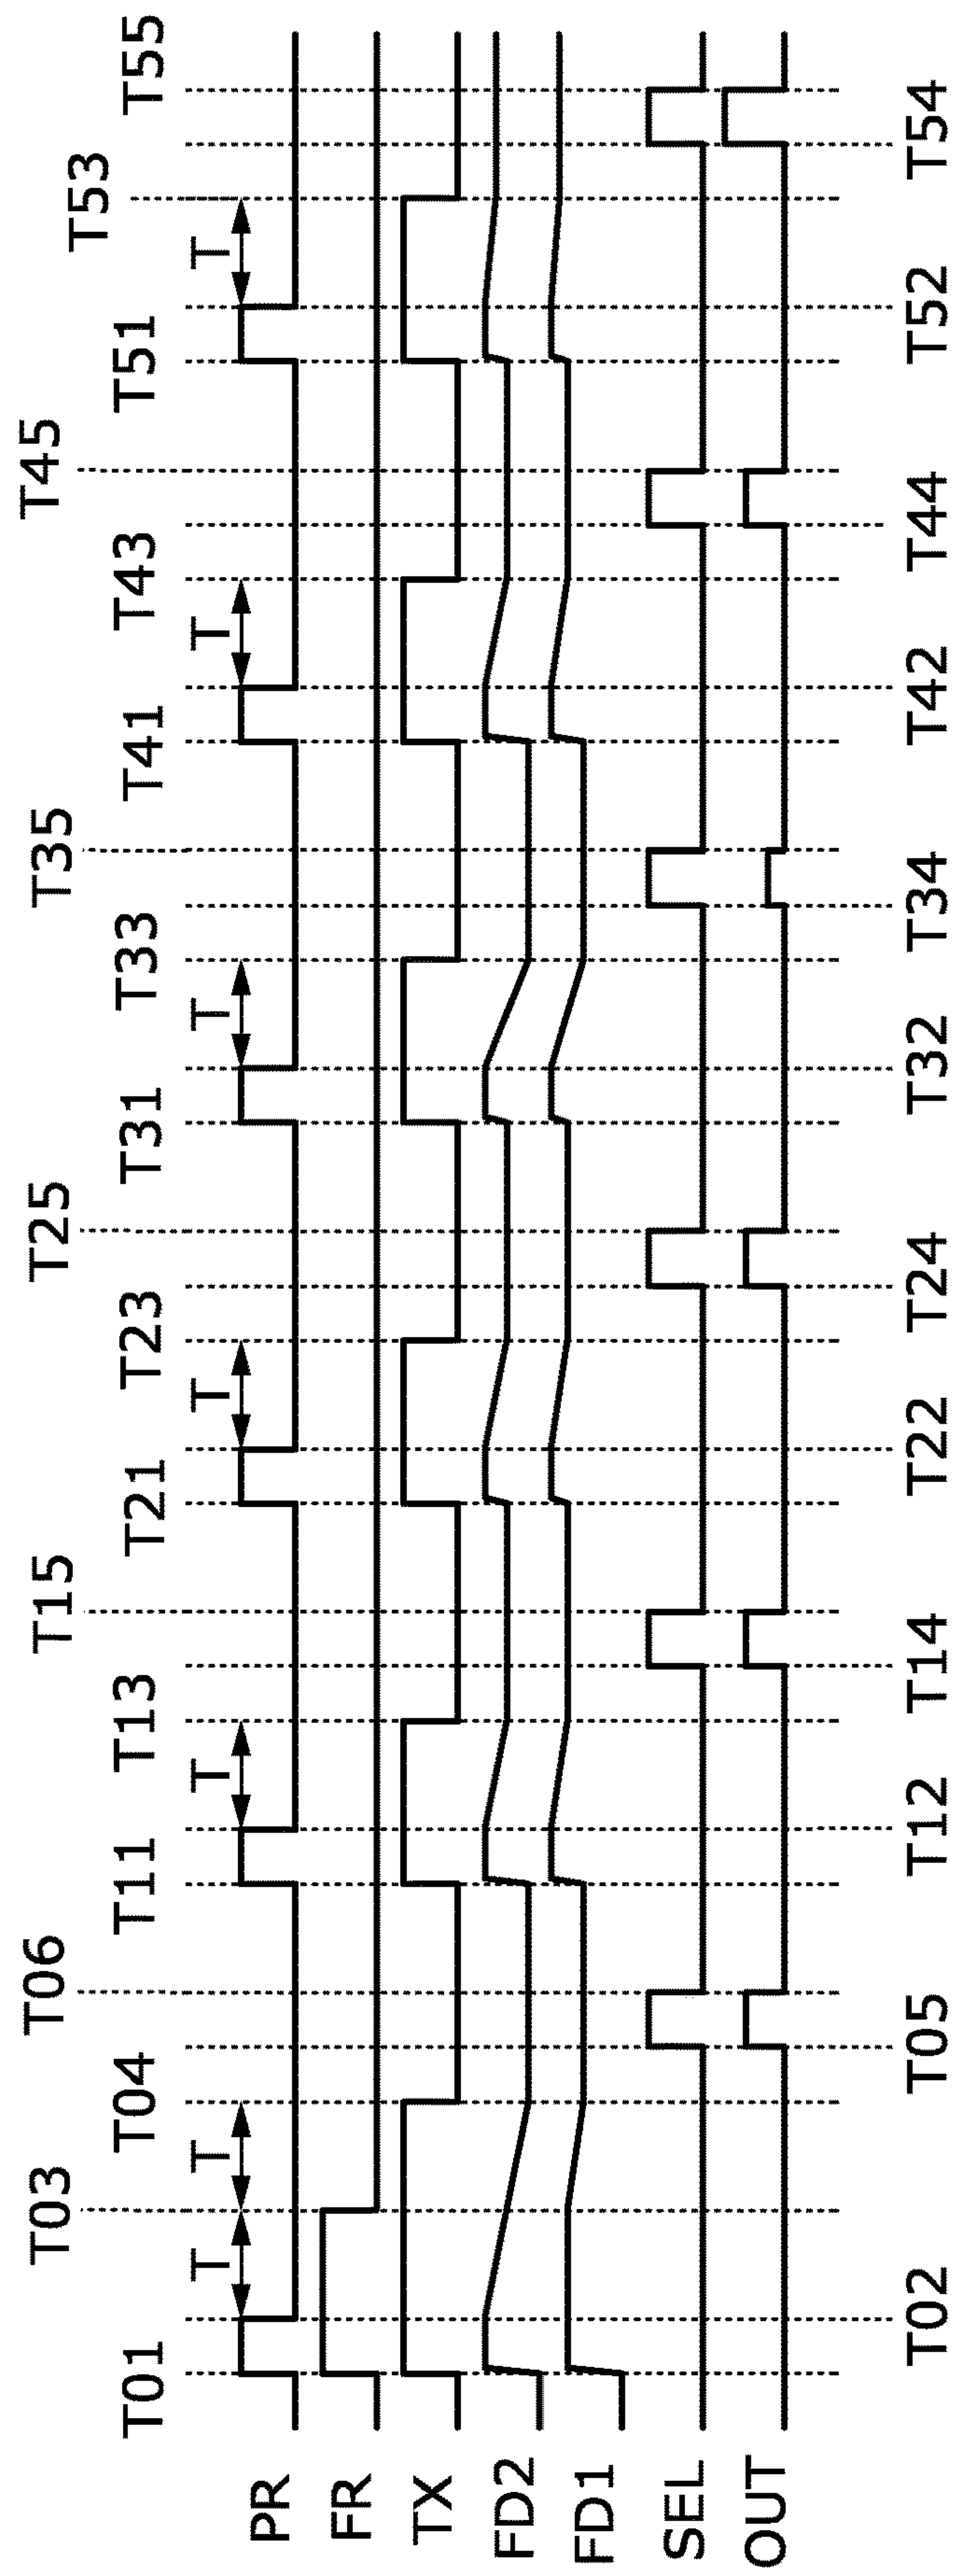 T06 T15 T25 T35 T45
T03 T53
T01 T04 T11 T13 T21 T23 T31 T33 T41 T43 T51 T55
T T T T T T T
PR
FR
TX
FD2
FD1
SEL
OUT
T02 T05 T12 T14 T22 T24 T32 T34 T42 T44 T52 T54